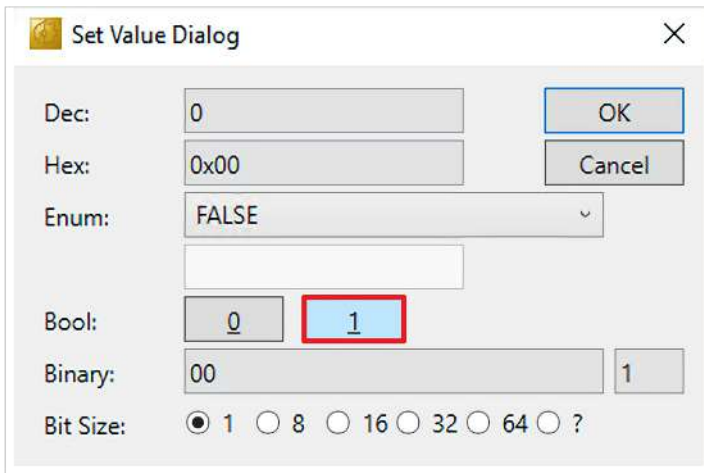 Set Value Dialog
Dec: 0 OK
Hex: 0x00 Cancel
Enum: FALSE
Bool: 0 1
Binary: 00 1
Bit Size: 1 8 16 32 64 ?